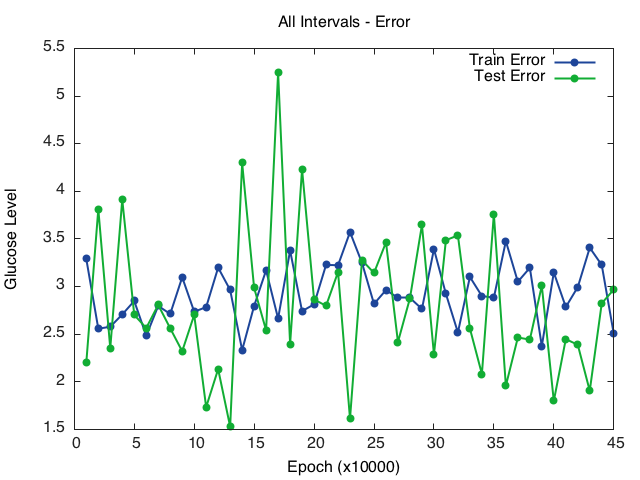 All Intervals - Error
Train Error
Test Error
5.5
5
4.5
4
3.5
3
2.5
2
1.5
Glucose Level
0 5 10 15 20 25 30 35 40 45
Epoch (x10000)